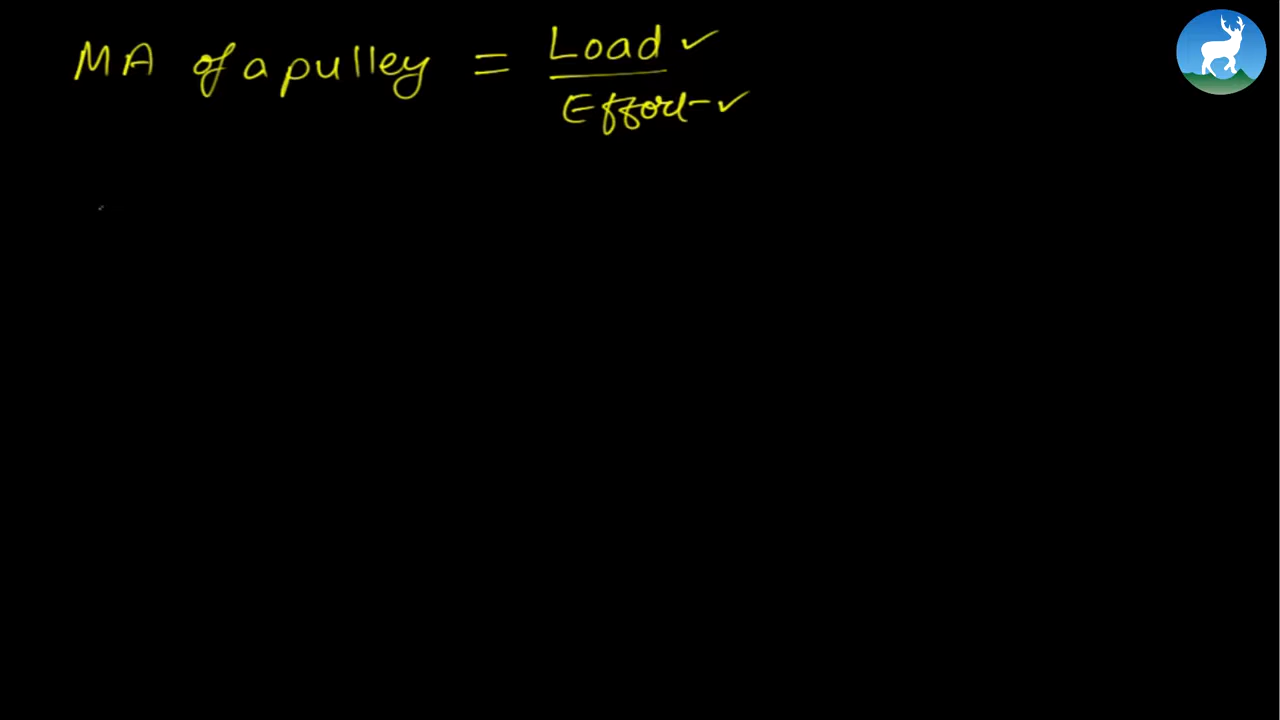 MA of a pulley = Load ✓
Effort ✓